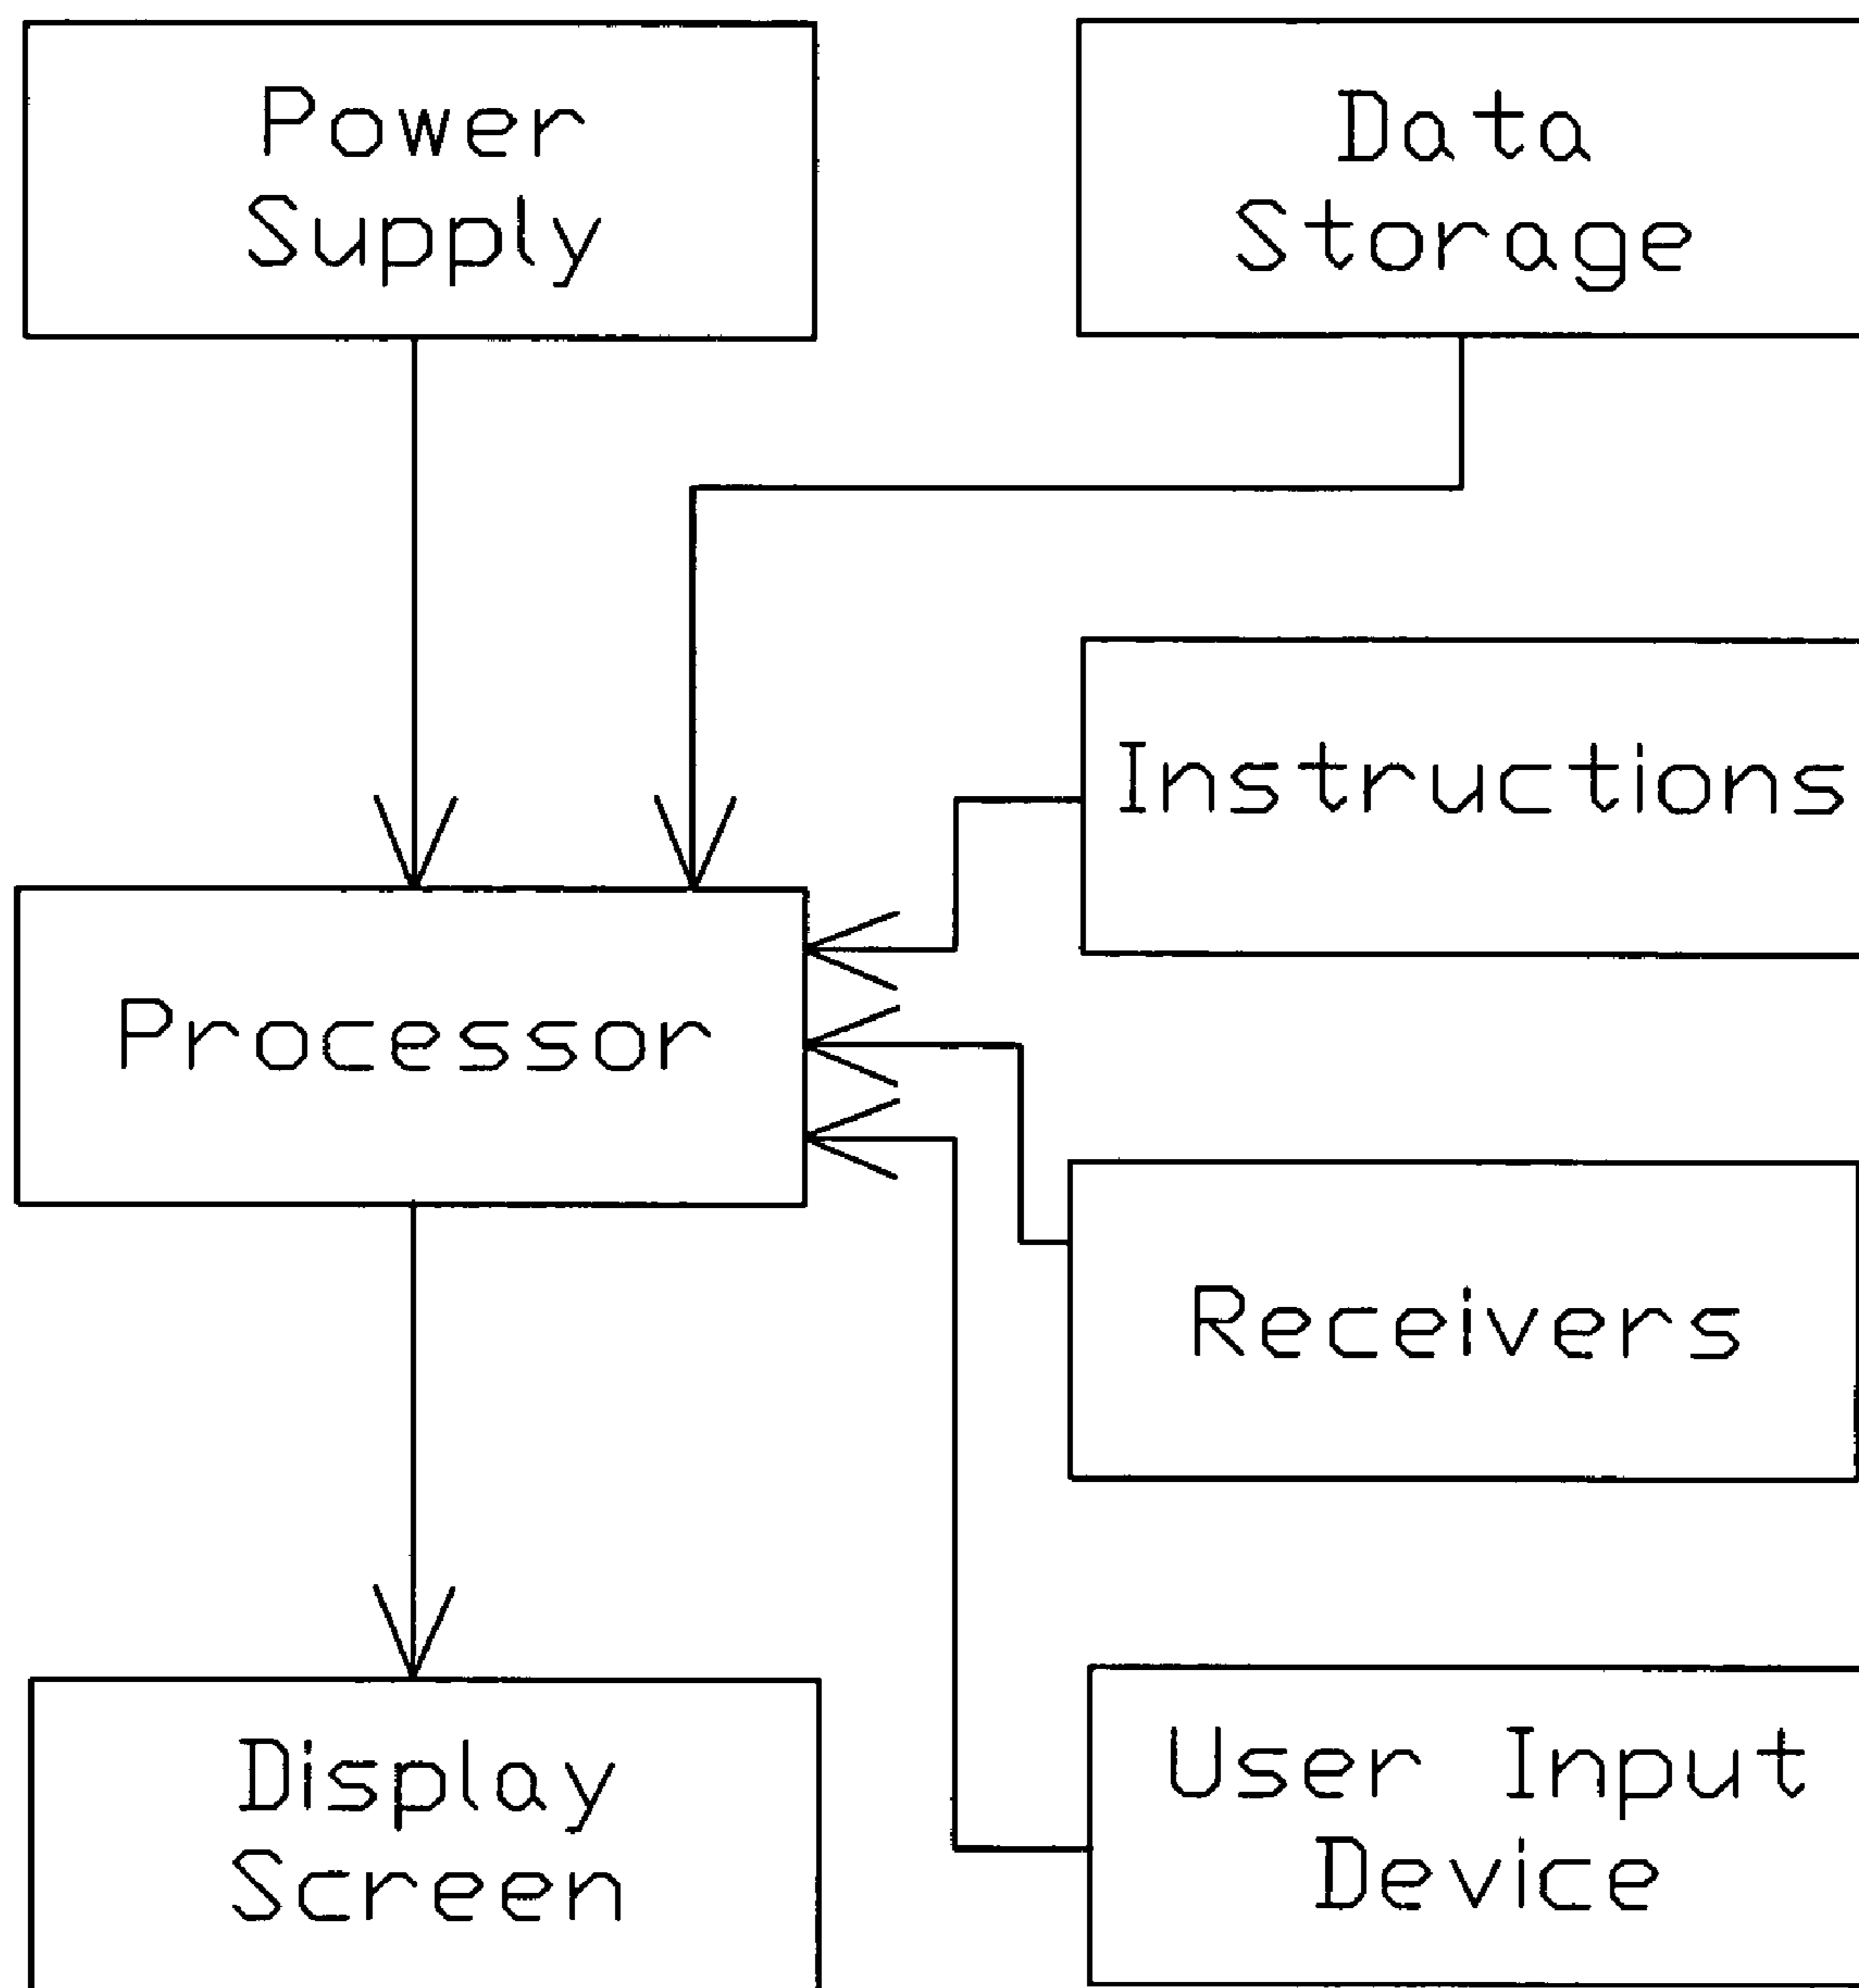 Power
Supply
Data
Storage
Instructions
Processor
Receivers
Display
Screen
User Input
Device